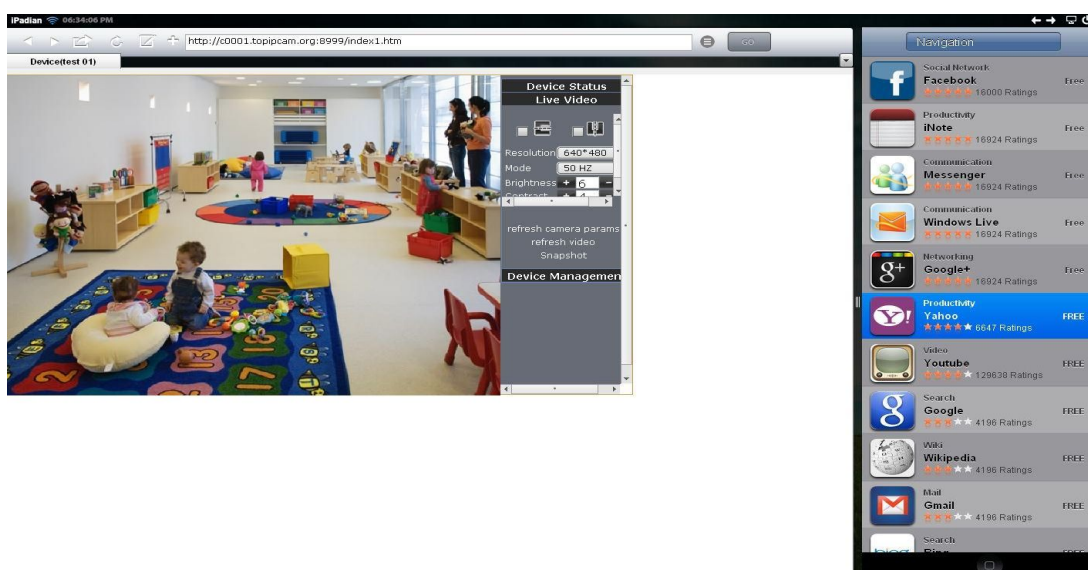 iPadian 06:34:06 PM
http://c0001.topipcam.org:8999/index1.htm
GO
Device(test 01)
Device Status
Live Video
Resolution 640*480
Mode 50 HZ
Brightness + 6 -
Contrast + 4
refresh camera params
refresh video
Snapshot
Device Managemen
Navigation
Social Network
Facebook Free
16000 Ratings
Productivity
iNote Free
16924 Ratings
Communication
Messenger Free
16924 Ratings
Communication
Windows Live Free
16924 Ratings
Networking
Google+ Free
16924 Ratings
Productivity
Yahoo FREE
6647 Ratings
Video
Youtube FREE
129638 Ratings
Search
Google FREE
4196 Ratings
Wiki
Wikipedia FREE
4196 Ratings
Mail
Gmail FREE
4196 Ratings
Search
Bing FREE